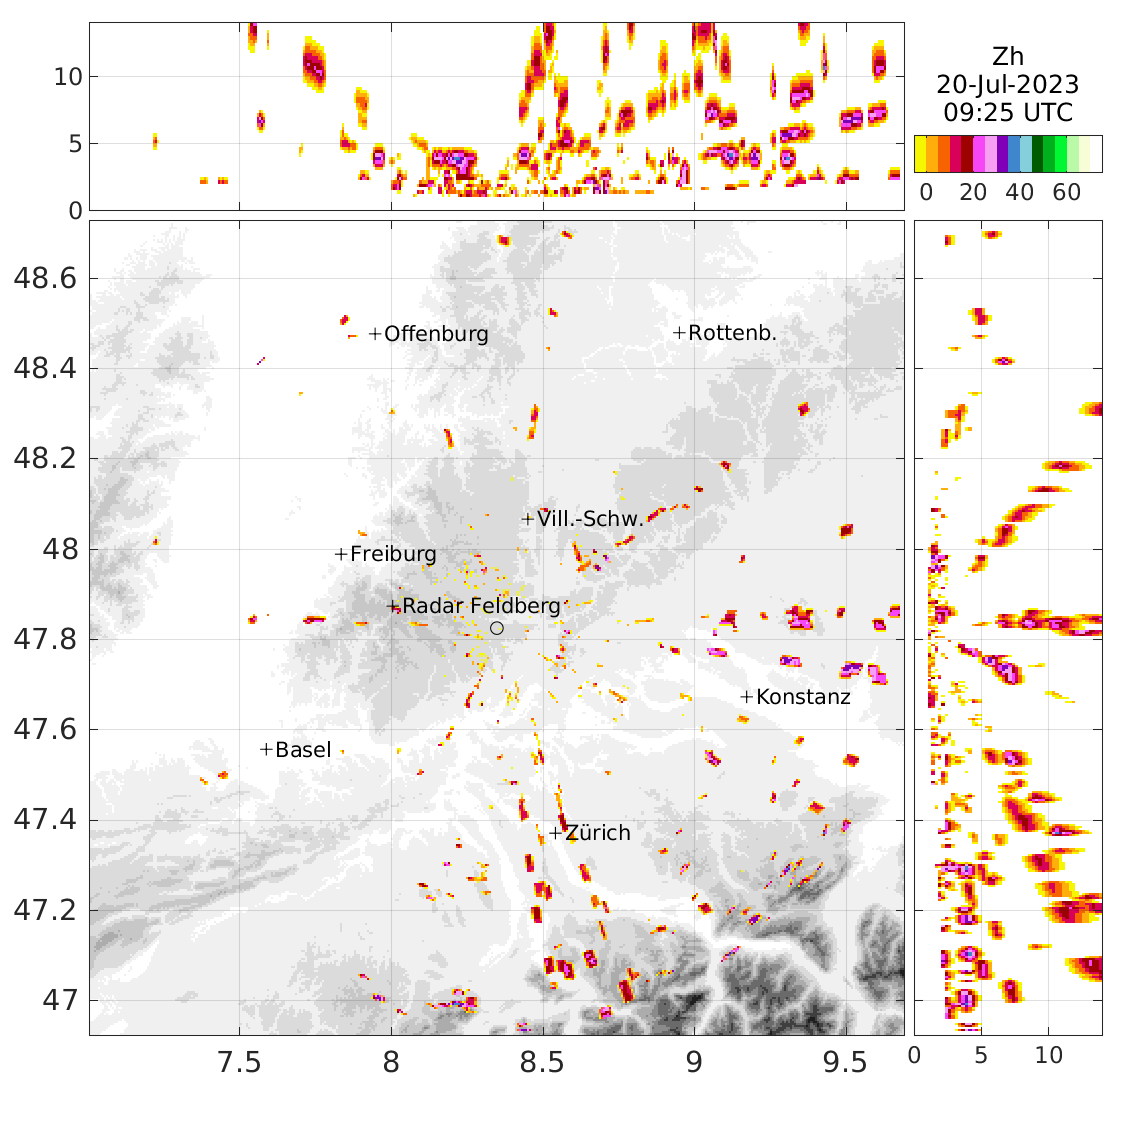 10
5
0
Zh
20-Jul-2023
09:25 UTC
0 20 40 60
48.6
48.4
48.2
48
47.8
47.6
47.4
47.2
47
+Offenburg
+Rottenb.
+Vill.-Schw.
+Freiburg
+Radar Feldberg
+Konstanz
+Basel
+Zürich
7.5 8 8.5 9 9.5
0 5 10